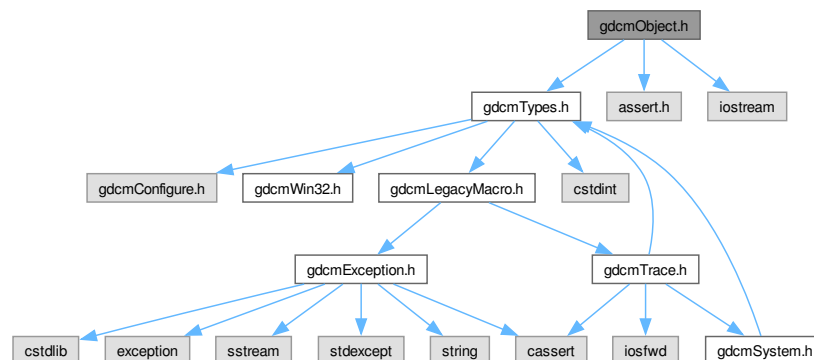 gdcmObject.h
gdcmTypes.h
assert.h
iostream
gdcmConfigure.h
gdcmWin32.h
gdcmLegacyMacro.h
cstdint
gdcmException.h
gdcmTrace.h
cstdlib
exception
sstream
stdexcept
string
cassert
iosfwd
gdcmSystem.h